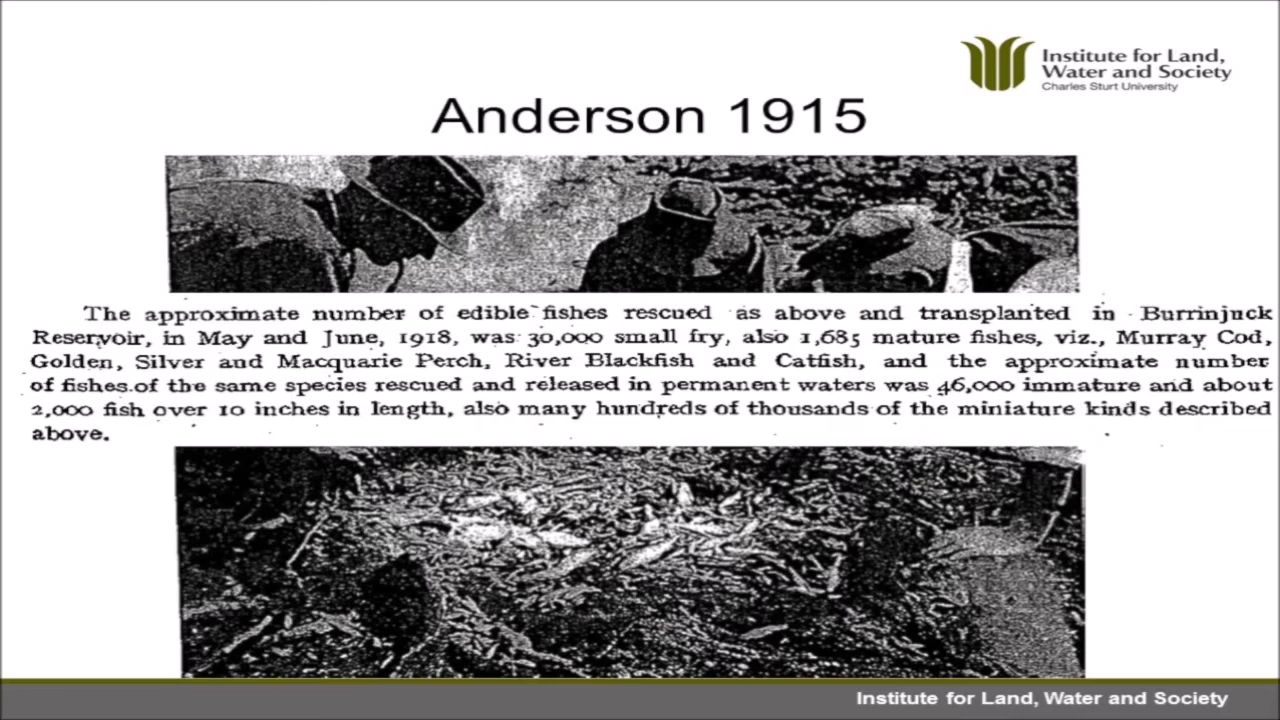 Institute for Land,
Water and Society
Charles Sturt University
Anderson 1915
The approximate number of edible fishes rescued as above and transplanted in Burrinjuck
Reservoir, in May and June, 1918, was 30,000 small fry, also 1,685 mature fishes, viz., Murray Cod,
Golden, Silver and Macquarie Perch, River Blackfish and Catfish, and the approximate number
of fishes of the same species rescued and released in permanent waters was 46,000 immature and about
2,000 fish over 10 inches in length, also many hundreds of thousands of the miniature kinds described
above.
Institute for Land, Water and Society